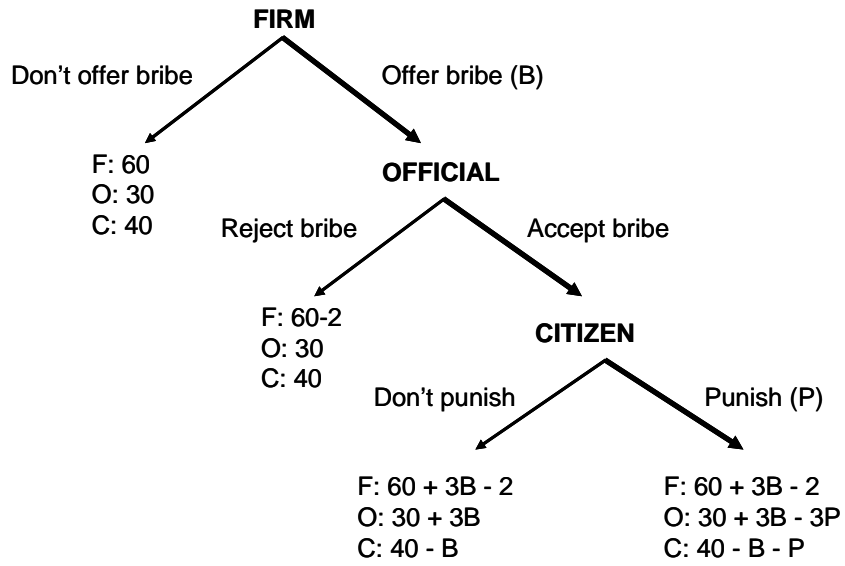 FIRM
Don't offer bribe
Offer bribe (B)
F: 60
O: 30
C: 40
OFFICIAL
Reject bribe
Accept bribe
F: 60-2
O: 30
C: 40
CITIZEN
Don't punish
Punish (P)
F: 60 + 3B - 2
O: 30 + 3B
C: 40 - B
F: 60 + 3B - 2
O: 30 + 3B - 3P
C: 40 - B - P